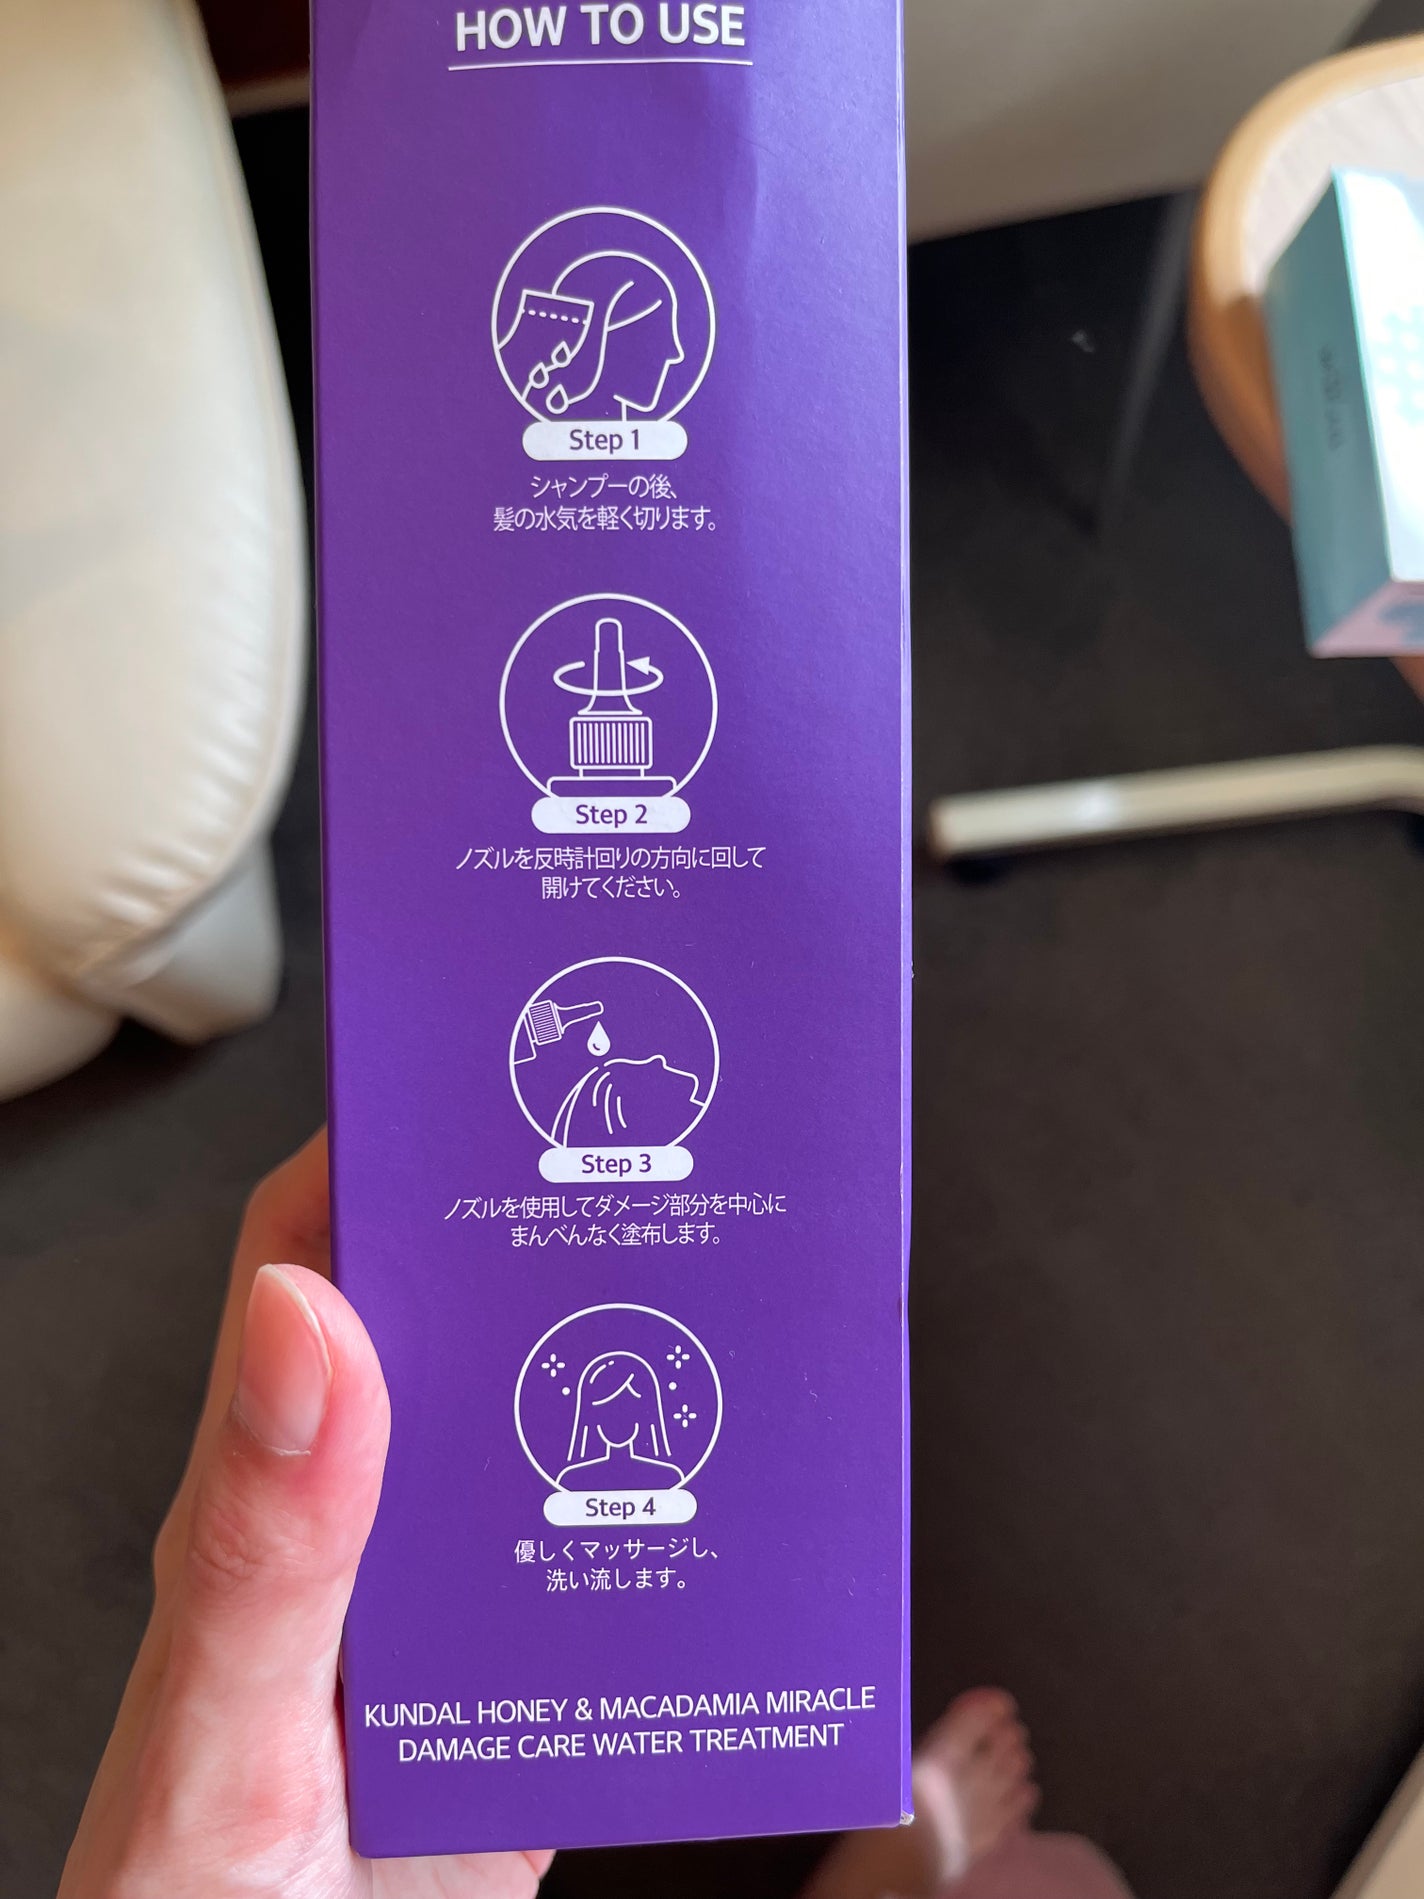 HOW TO USE
Step 1
シャンプーの後、
髪の水気を軽く切ります。
Step 2
ノズルを反時計回りの方向に回して
開けてください。
Step 3
ノズルを使用してダメージ部分を中心に
まんべんなく塗布します。
Step 4
優しくマッサージし、
洗い流します。
KUNDAL HONEY & MACADAMIA MIRACLE
DAMAGE CARE WATER TREATMENT